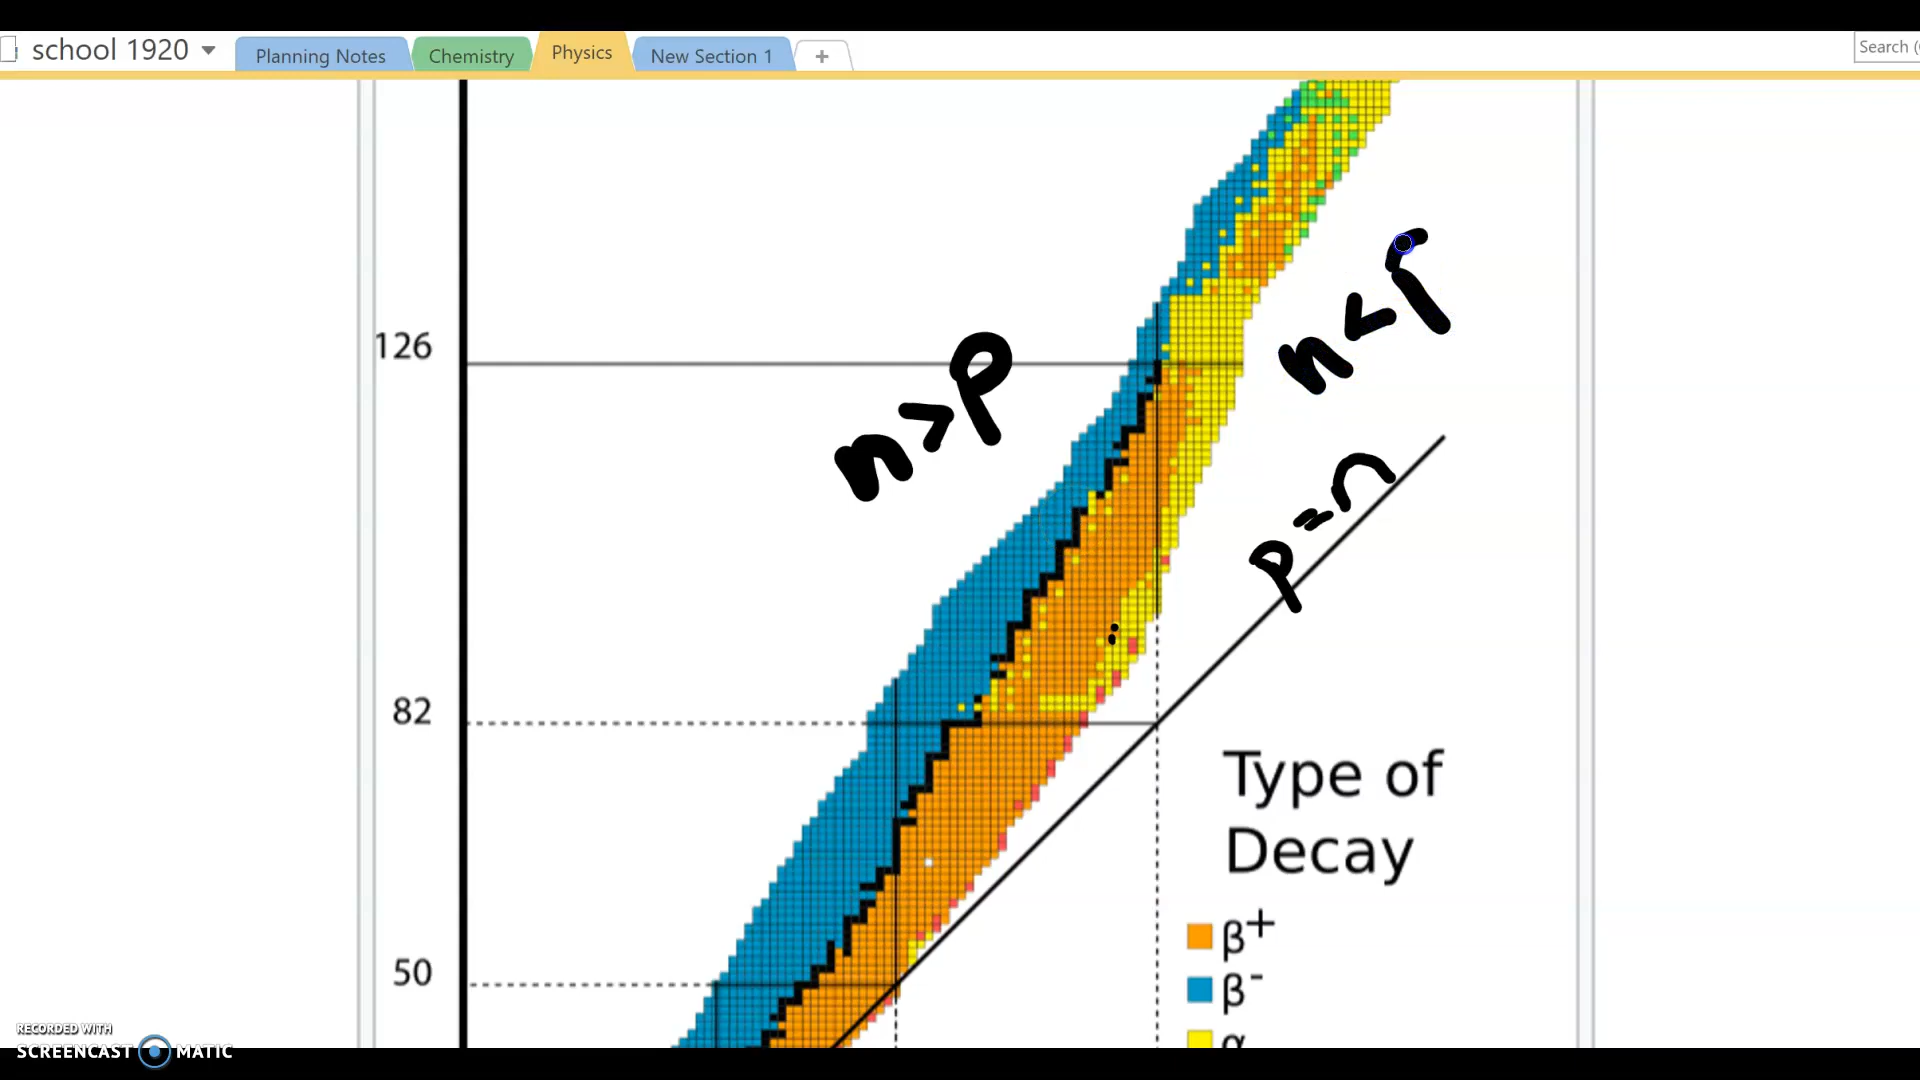 school 1920
Planning Notes
Chemistry
Physics
New Section 1
+
Search (
126
82
50
n>p
n<
p=n
Type of
Decay
β+
β-
α
RECORDED WITH
SCREENCAST MATIC